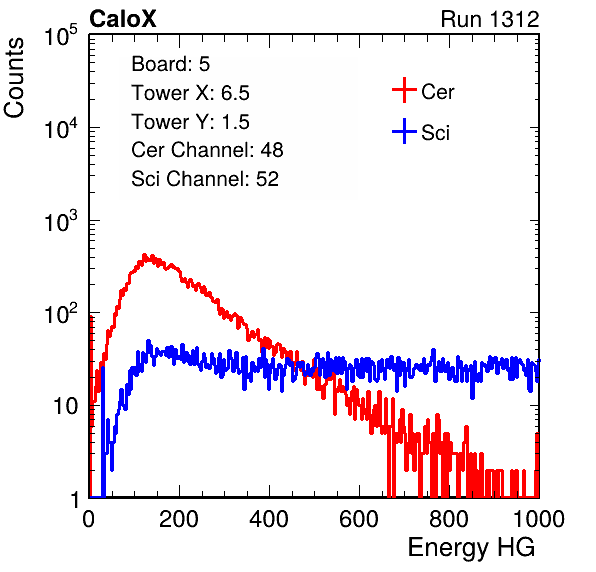 CaloX Run 1312
Counts
10^5
10^4
10^3
10^2
10
1
Board: 5
Tower X: 6.5
Tower Y: 1.5
Cer Channel: 48
Sci Channel: 52
Cer
Sci
0 200 400 600 800 1000
Energy HG